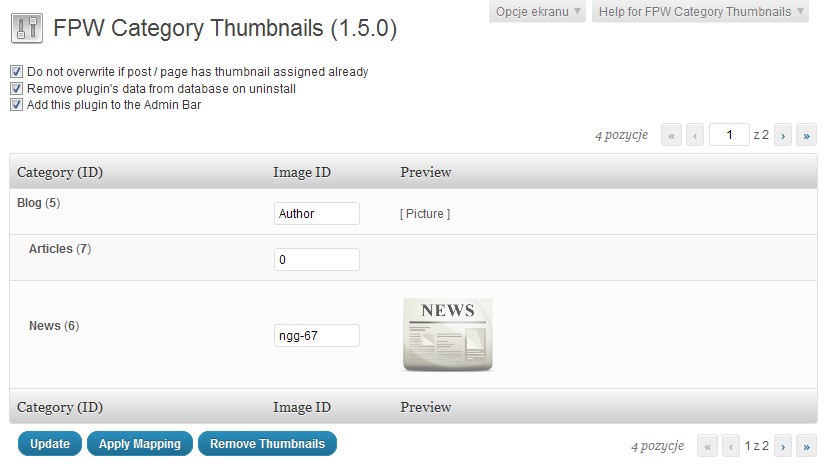 Opcje ekranu Help for FPW Category Thumbnails
FPW Category Thumbnails (1.5.0)
Do not overwrite if post / page has thumbnail assigned already
Remove plugin's data from database on uninstall
Add this plugin to the Admin Bar
4 pozycje « ‹ 1 z 2 › »
Category (ID) Image ID Preview
Blog (5) Author [ Picture ]
Articles (7) 0
NEWS
News (6) ngg-67
Category (ID) Image ID Preview
Update Apply Mapping Remove Thumbnails 4 pozycje « ‹ 1 z 2 › »